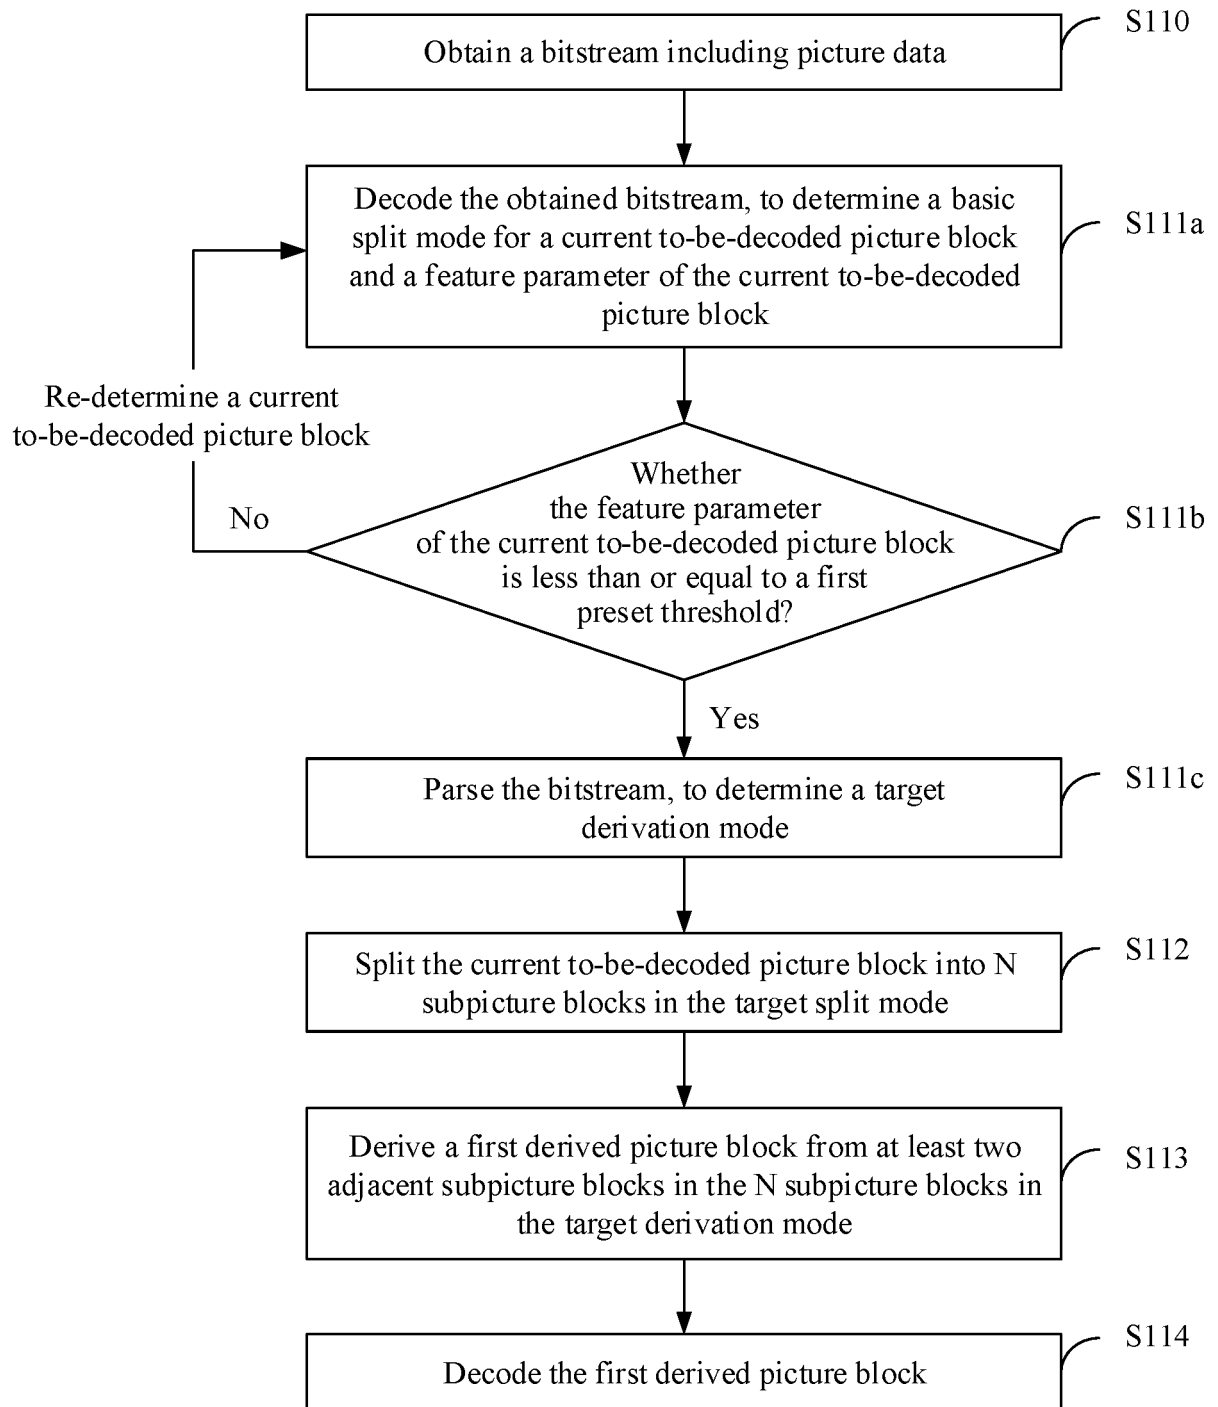 S110
Obtain a bitstream including picture data
S111a
Decode the obtained bitstream, to determine a basic
split mode for a current to-be-decoded picture block
and a feature parameter of the current to-be-decoded
picture block
Re-determine a current
to-be-decoded picture block
No
Whether
the feature parameter
of the current to-be-decoded picture block
is less than or equal to a first
preset threshold?
S111b
Yes
S111c
Parse the bitstream, to determine a target
derivation mode
S112
Split the current to-be-decoded picture block into N
subpicture blocks in the target split mode
S113
Derive a first derived picture block from at least two
adjacent subpicture blocks in the N subpicture blocks in
the target derivation mode
S114
Decode the first derived picture block